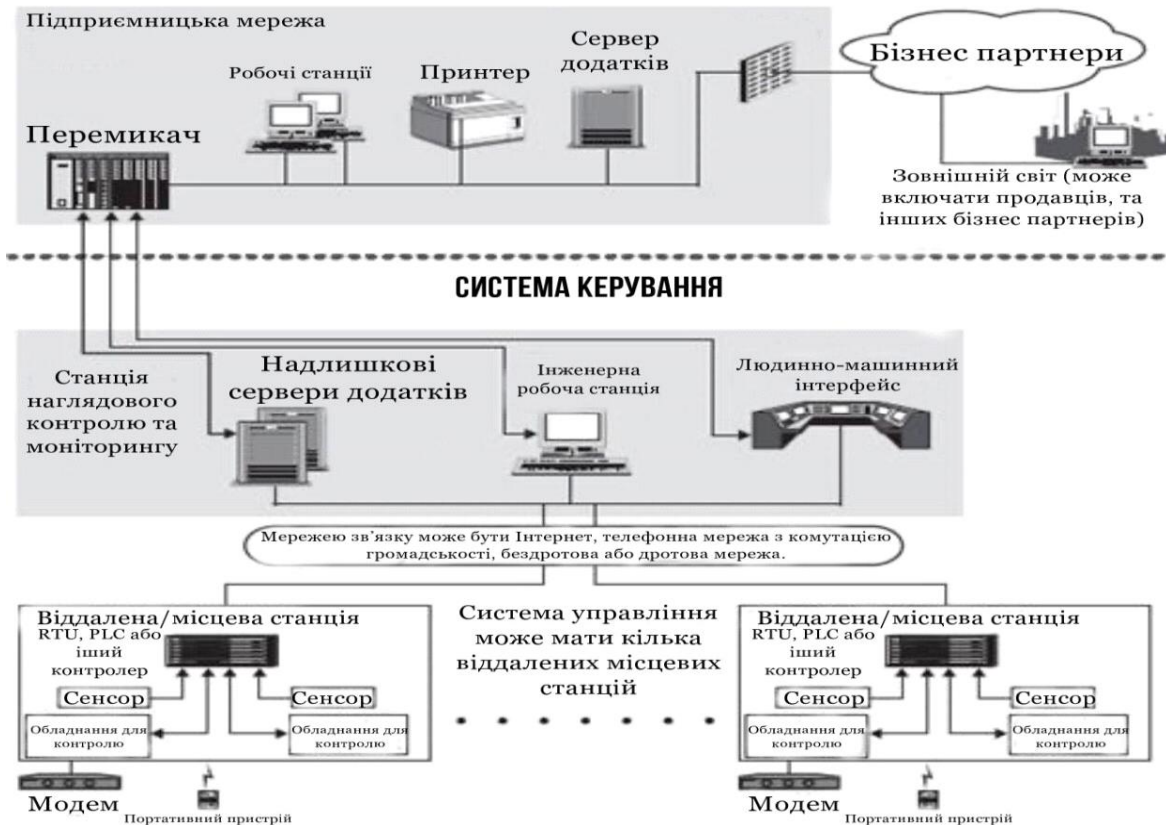 Підприємницька мережа
Робочі станції
Принтер
Сервер
додатків
Бізнес партнери
Перемикач
Зовнішній світ (може
включати продавців, та
інших бізнес партнерів)
СИСТЕМА КЕРУВАННЯ
Станція
наглядового
контролю та
моніторингу
Надлишкові
сервери додатків
Інженерна
робоча станція
Людинно-машинний
інтерфейс
Мережею зв'язку може бути Інтернет, телефонна мережа з комутацією
громадськості, бездротова або дротова мережа.
Віддалена/місцева станція
RTU, PLC або
іший
контролер
Сенсор
Сенсор
Обладнання для
контролю
Обладнання для
контролю
Модем
Портативний пристрій
Система управління
може мати кілька
віддалених місцевих
станцій
Віддалена/місцева станція
RTU, PLC або
іший
контролер
Сенсор
Сенсор
Обладнання для
контролю
Обладнання для
контролю
Модем
Портативний пристрій